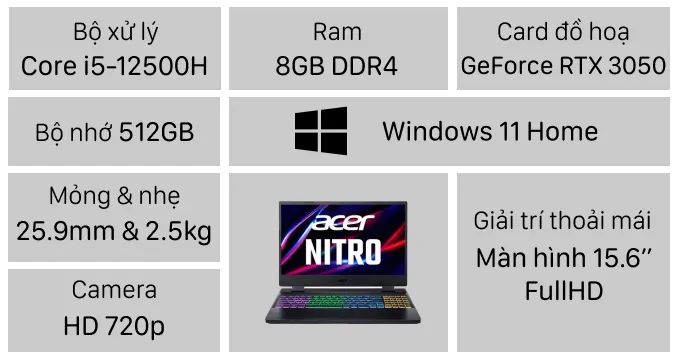 Bộ xử lý
Core i5-12500H
Ram
8GB DDR4
Card đồ hoạ
GeForce RTX 3050
Bộ nhớ 512GB
Windows 11 Home
Mỏng & nhẹ
25.9mm & 2.5kg
acer
NITRO
Giải trí thoải mái
Màn hình 15.6”
FullHD
Camera
HD 720p